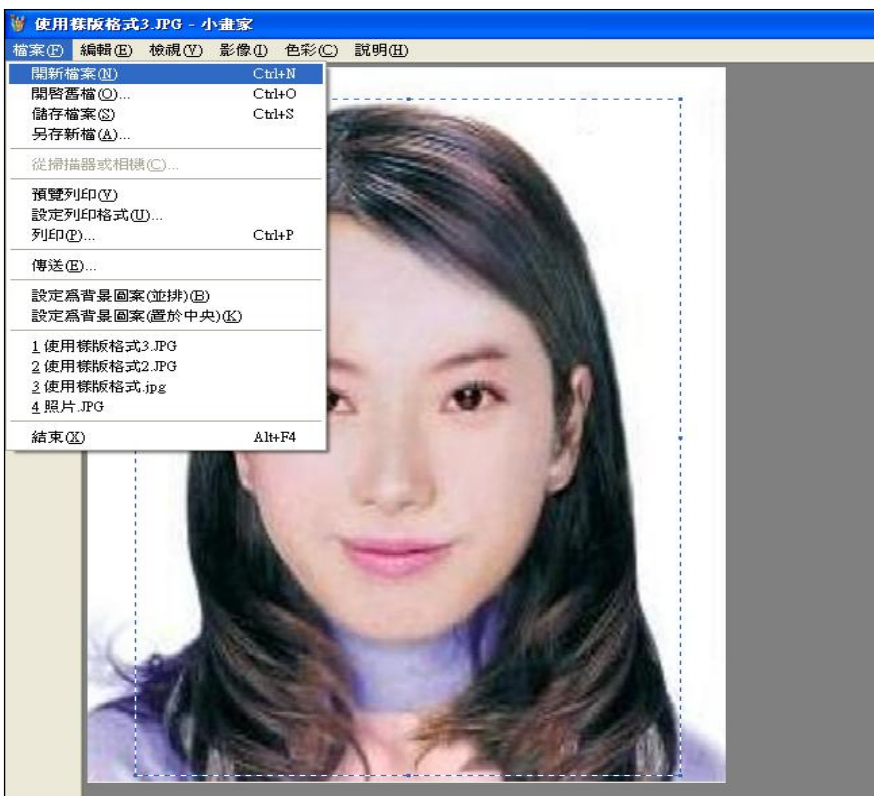 使用樣版格式3.JPG - 小畫家
檔案(F) 編輯(E) 檢視(V) 影像(I) 色彩(C) 說明(H)
開新檔案(N) Ctrl+N
開啓舊檔(O)... Ctrl+O
儲存檔案(S) Ctrl+S
另存新檔(A)...
從掃描器或相機(C)...
預覽列印(V)
設定列印格式(U)...
列印(P)... Ctrl+P
傳送(E)...
設定爲背景圖案(並排)(B)
設定爲背景圖案(置於中央)(K)
1 使用樣版格式3.JPG
2 使用樣版格式2.JPG
3 使用樣版格式.jpg
4 照片.JPG
結束(X) Alt+F4